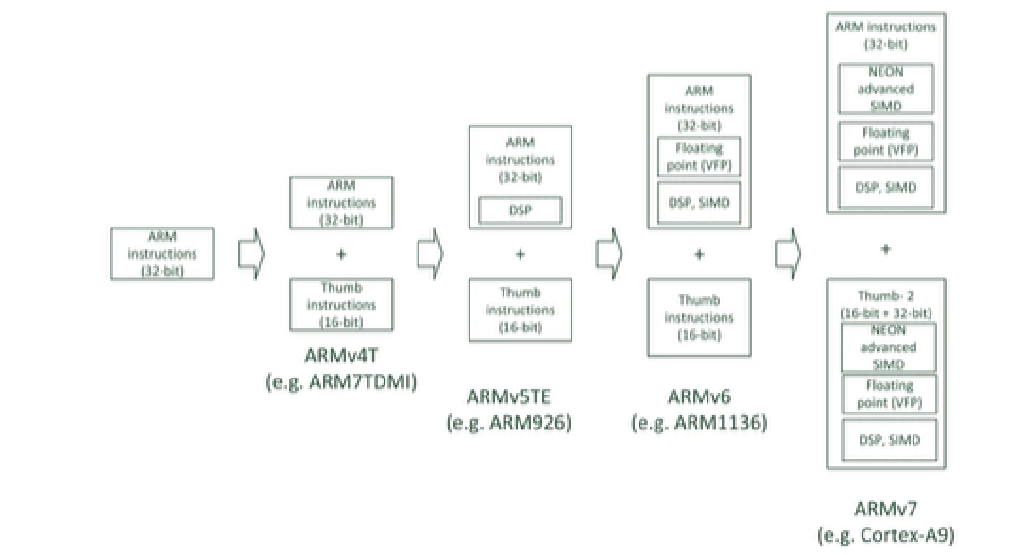 ARM
instructions
(32-bit)
ARM
instructions
(32-bit)
+
Thumb
instructions
(16-bit)
ARMv4T
(e.g. ARM7TDMI)
ARM
instructions
(32-bit)
DSP
+
Thumb
instructions
(16-bit)
ARMv5TE
(e.g. ARM926)
ARM
instructions
(32-bit)
Floating
point (VFP)
DSP, SIMD
+
Thumb
instructions
(16-bit)
ARMv6
(e.g. ARM1136)
ARM instructions
(32-bit)
NEON
advanced
SIMD
Floating
point (VFP)
DSP, SIMD
+
Thumb- 2
(16-bit + 32-bit)
NEON
advanced
SIMD
Floating
point (VFP)
DSP, SIMD
ARMv7
(e.g. Cortex-A9)